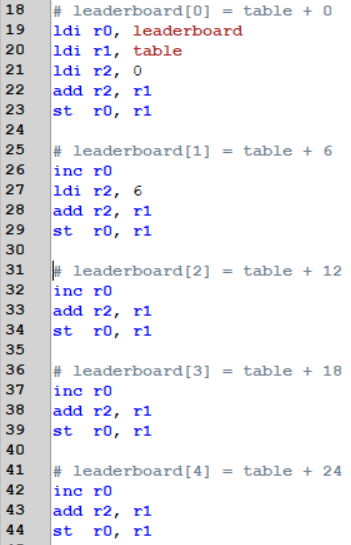 18 # leaderboard[0] = table + 0
19 ldi r0, leaderboard
20 ldi r1, table
21 ldi r2, 0
22 add r2, r1
23 st  r0, r1
24
25 # leaderboard[1] = table + 6
26 inc r0
27 ldi r2, 6
28 add r2, r1
29 st  r0, r1
30
31 # leaderboard[2] = table + 12
32 inc r0
33 add r2, r1
34 st  r0, r1
35
36 # leaderboard[3] = table + 18
37 inc r0
38 add r2, r1
39 st  r0, r1
40
41 # leaderboard[4] = table + 24
42 inc r0
43 add r2, r1
44 st  r0, r1